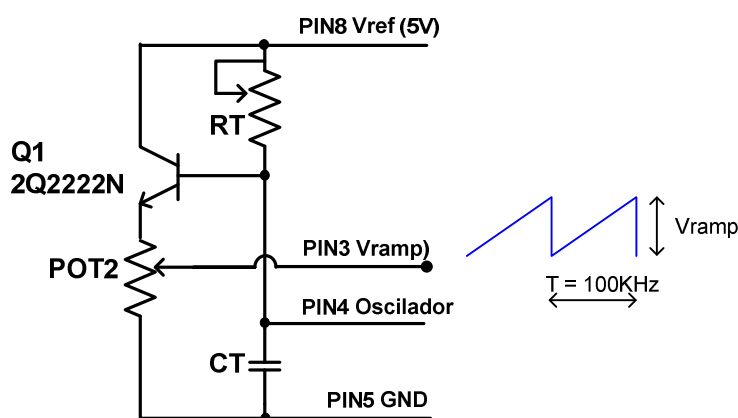 PIN8 Vref (5V)
RT
Q1
2Q2222N
Vramp
PIN3 Vramp)
POT2
T = 100KHz
PIN4 Oscilador
CT
PIN5 GND